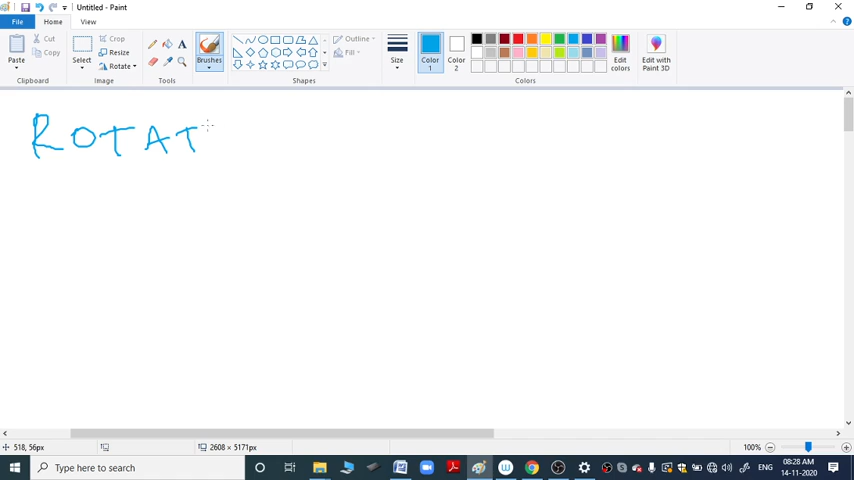 Untitled - Paint
File Home View
Cut Crop Outline
Copy Resize Fill Edit Edit with
Paste Select Rotate Brushes Size Color 1 Color 2 colors Paint 3D
Clipboard Image Tools Shapes Colors
ROTAT
518, 56px 2608 × 5171px 100%
Type here to search ENG 08:28 AM
14-11-2020